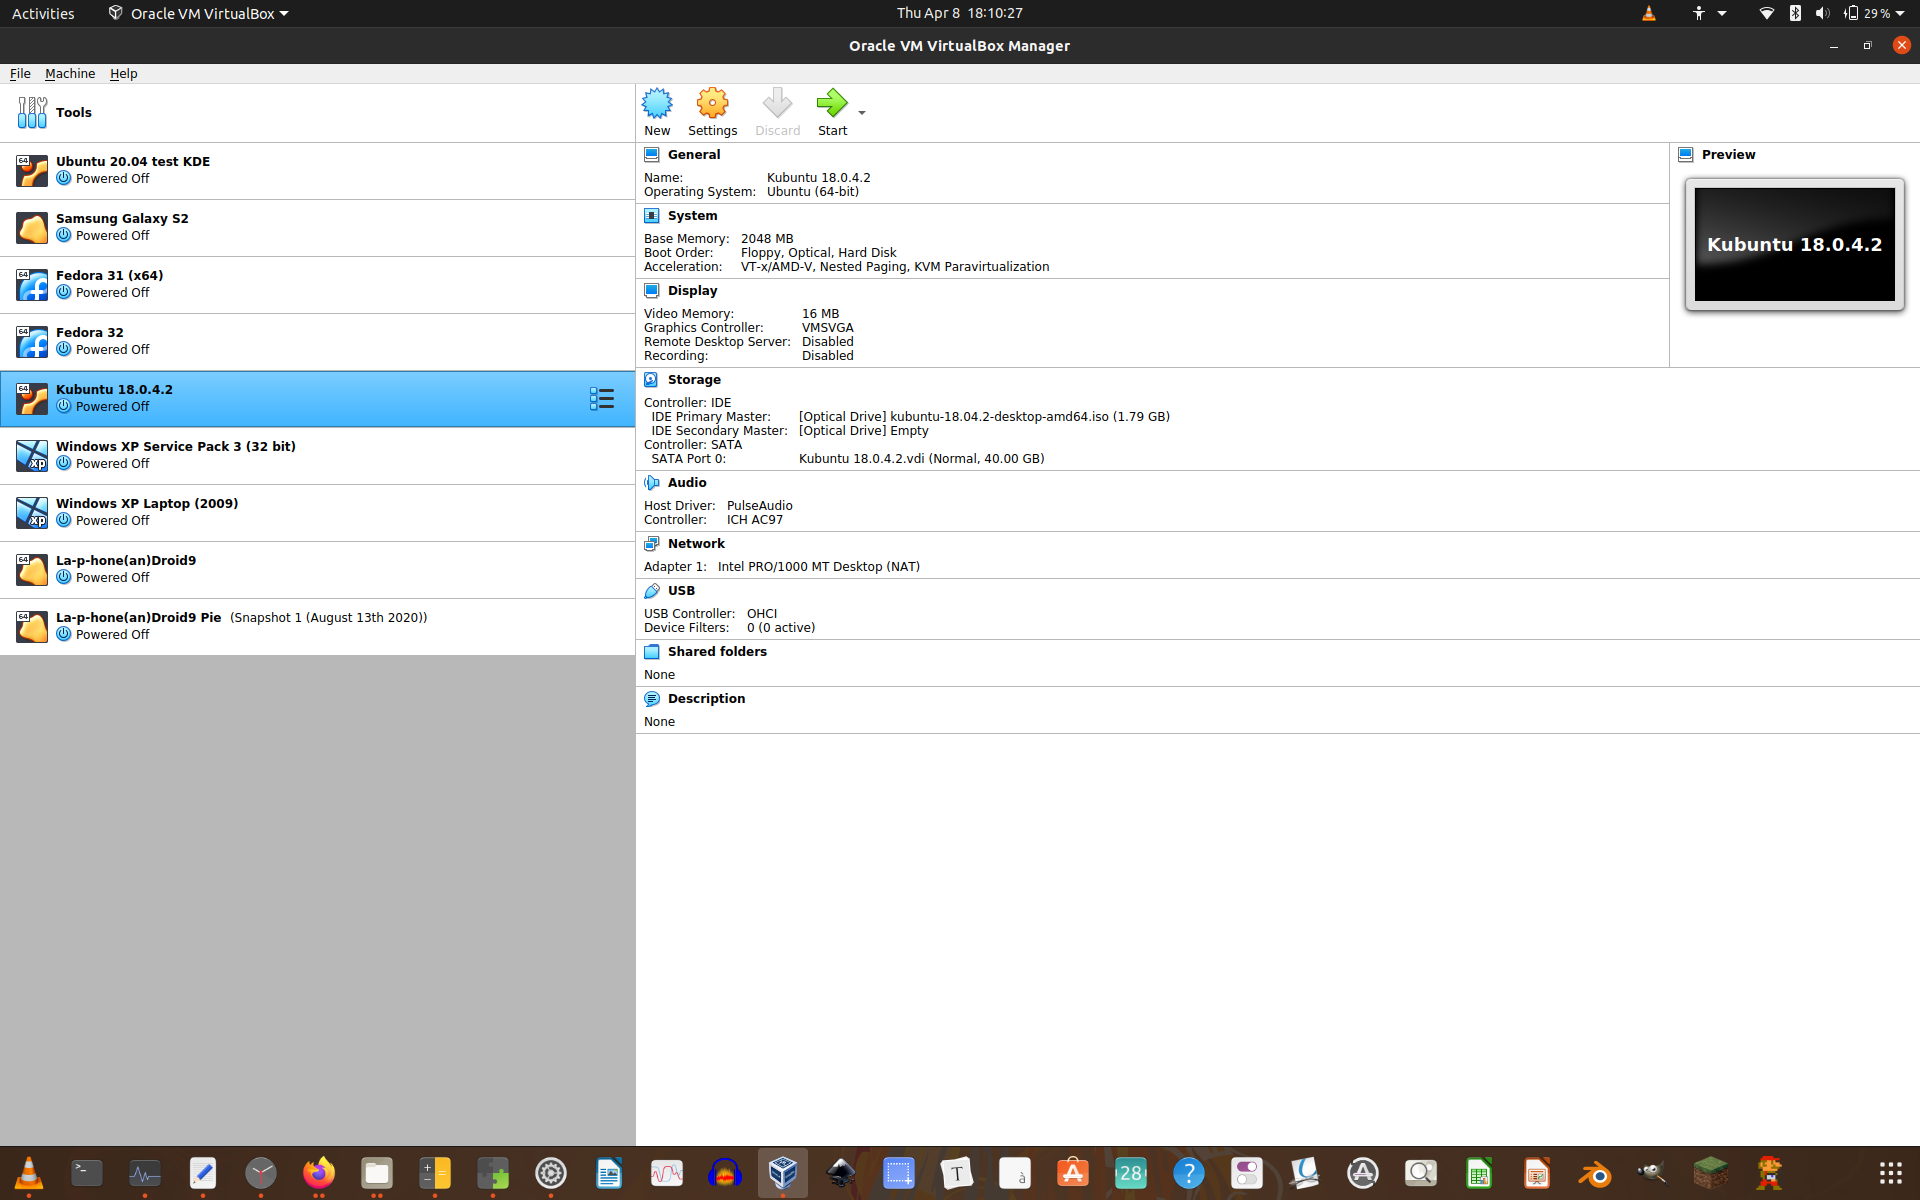 Activities
Oracle VM VirtualBox
Thu Apr 8 18:10:27
29 %
Oracle VM VirtualBox Manager
File Machine Help
Tools
Ubuntu 20.04 test KDE
Powered Off
Samsung Galaxy S2
Powered Off
Fedora 31 (x64)
Powered Off
Fedora 32
Powered Off
Kubuntu 18.0.4.2
Powered Off
Windows XP Service Pack 3 (32 bit)
Powered Off
Windows XP Laptop (2009)
Powered Off
La-p-hone(an)Droid9
Powered Off
La-p-hone(an)Droid9 Pie (Snapshot 1 (August 13th 2020))
Powered Off
64
64
64
64
xp
xp
64
64
New Settings Discard Start
General
Name: Kubuntu 18.0.4.2
Operating System: Ubuntu (64-bit)
System
Base Memory: 2048 MB
Boot Order: Floppy, Optical, Hard Disk
Acceleration: VT-x/AMD-V, Nested Paging, KVM Paravirtualization
Display
Video Memory: 16 MB
Graphics Controller: VMSVGA
Remote Desktop Server: Disabled
Recording: Disabled
Preview
Kubuntu 18.0.4.2
Storage
Controller: IDE
IDE Primary Master: [Optical Drive] kubuntu-18.04.2-desktop-amd64.iso (1.79 GB)
IDE Secondary Master: [Optical Drive] Empty
Controller: SATA
SATA Port 0: Kubuntu 18.0.4.2.vdi (Normal, 40.00 GB)
Audio
Host Driver: PulseAudio
Controller: ICH AC97
Network
Adapter 1: Intel PRO/1000 MT Desktop (NAT)
USB
USB Controller: OHCI
Device Filters: 0 (0 active)
Shared folders
None
Description
None
>_
T
à
A
28
?